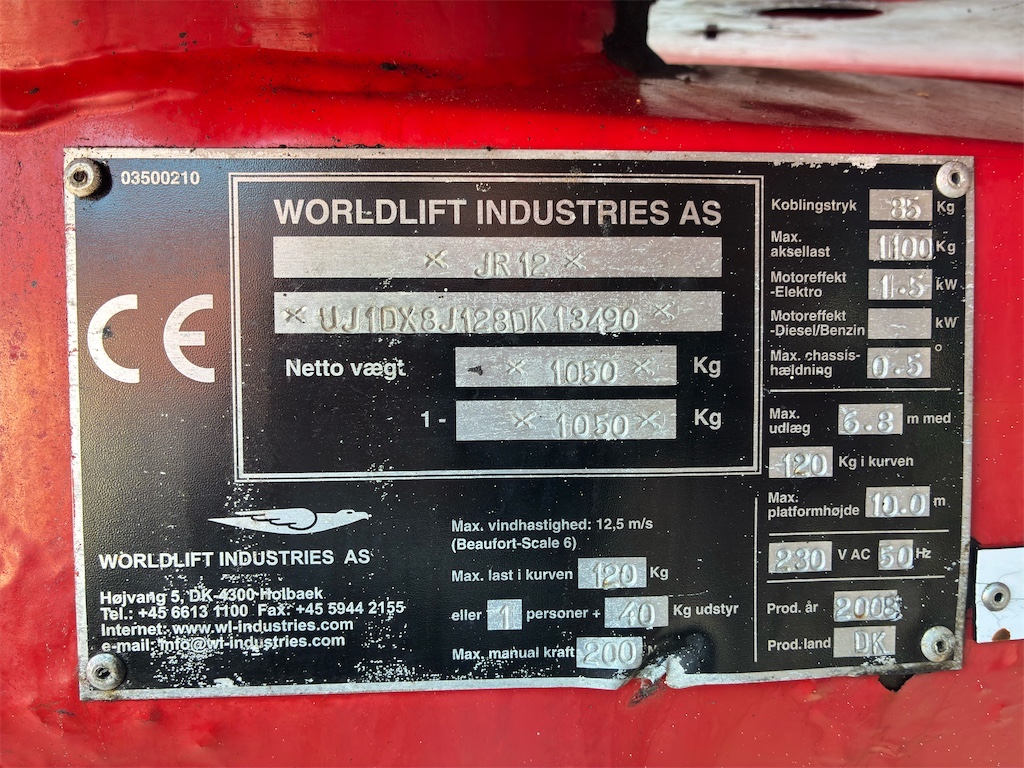 03500210
WORLDLIFT INDUSTRIES AS
× JR12 ×
× UJ1DX8J128DK13490 ×
Netto vægt × 1050 × Kg
1 - × 1050 × Kg
CE
WORLDLIFT INDUSTRIES AS
Højvang 5, DK-4300 Holbaek
Tel.: +45 6613 1100 Fax: +45 5944 2155
Internet: www.wl-industries.com
e-mail: info@wl-industries.com
Max. vindhastighed: 12,5 m/s
(Beaufort-Scale 6)
Max. last i kurven 120 Kg
eller 1 personer + 40 Kg udstyr
Max. manual kraft 200
Koblingstryk 85 Kg
Max.
aksellast 1100 Kg
Motoreffekt
-Elektro 1.5 kW
Motoreffekt
-Diesel/Benzin - kW
Max. chassis-
hældning 0.5 °
Max.
udlæg 6.8 m med
120 Kg i kurven
Max.
platformhøjde 10.0 m
230 V AC 50 Hz
Prod. år 2008
Prod. land DK